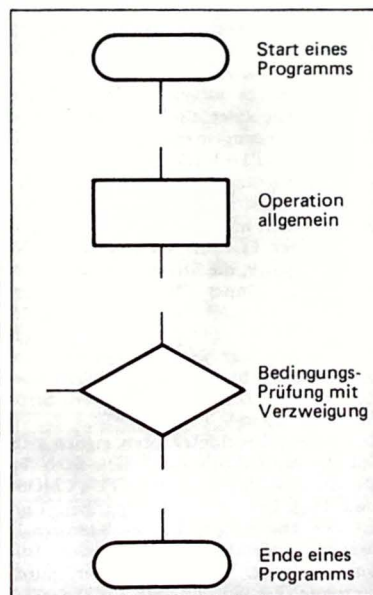 Start eines
Programms
Operation
allgemein
Bedingungs-
Prüfung mit
Verzweigung
Ende eines
Programms